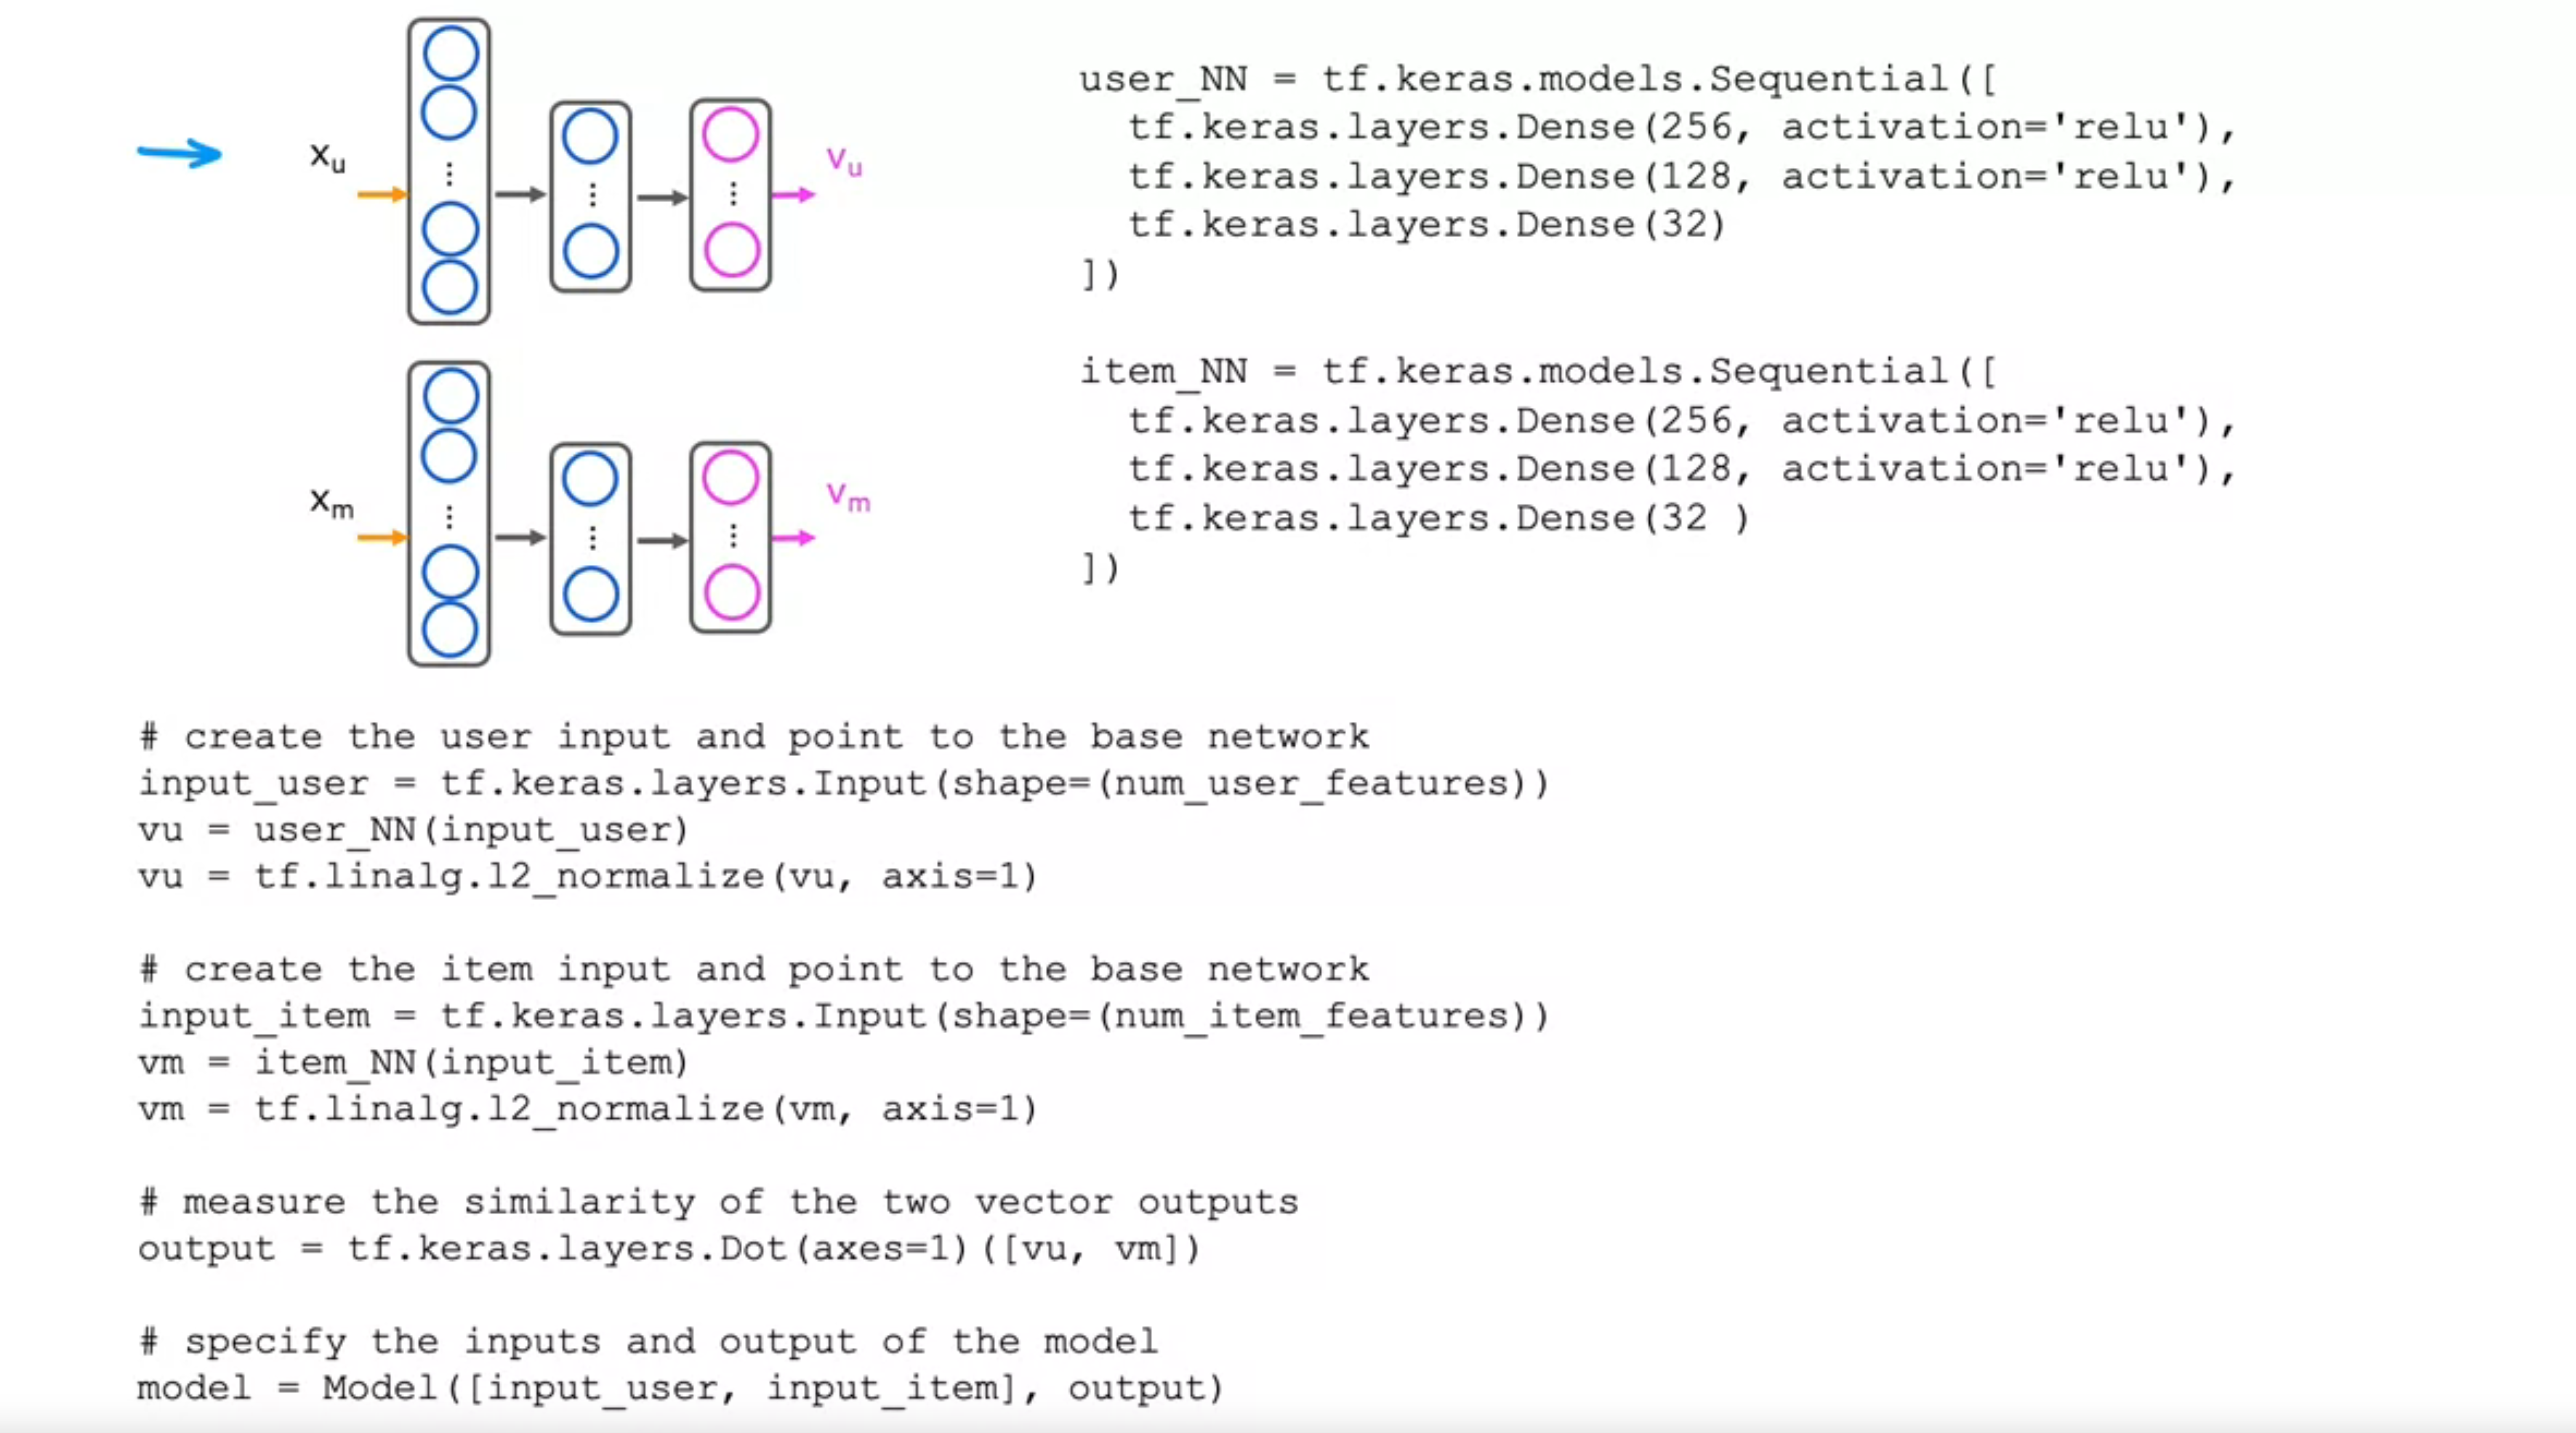 x_u
v_u
user_NN = tf.keras.models.Sequential([
  tf.keras.layers.Dense(256, activation='relu'),
  tf.keras.layers.Dense(128, activation='relu'),
  tf.keras.layers.Dense(32)
])
x_m
v_m
item_NN = tf.keras.models.Sequential([
  tf.keras.layers.Dense(256, activation='relu'),
  tf.keras.layers.Dense(128, activation='relu'),
  tf.keras.layers.Dense(32 )
])
# create the user input and point to the base network
input_user = tf.keras.layers.Input(shape=(num_user_features))
vu = user_NN(input_user)
vu = tf.linalg.l2_normalize(vu, axis=1)
# create the item input and point to the base network
input_item = tf.keras.layers.Input(shape=(num_item_features))
vm = item_NN(input_item)
vm = tf.linalg.l2_normalize(vm, axis=1)
# measure the similarity of the two vector outputs
output = tf.keras.layers.Dot(axes=1)([vu, vm])
# specify the inputs and output of the model
model = Model([input_user, input_item], output)